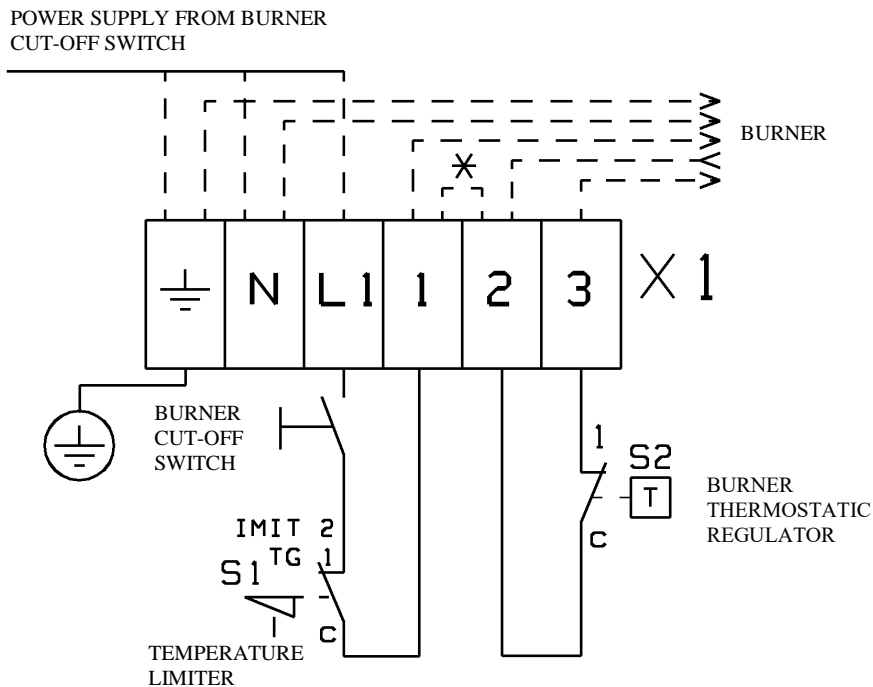 POWER SUPPLY FROM BURNER
CUT-OFF SWITCH
BURNER
N L1 1 2 3 X1
BURNER
CUT-OFF
SWITCH
1
S2
T
C
BURNER
THERMOSTATIC
REGULATOR
IMIT 2
TG 1
S1
C
TEMPERATURE
LIMITER